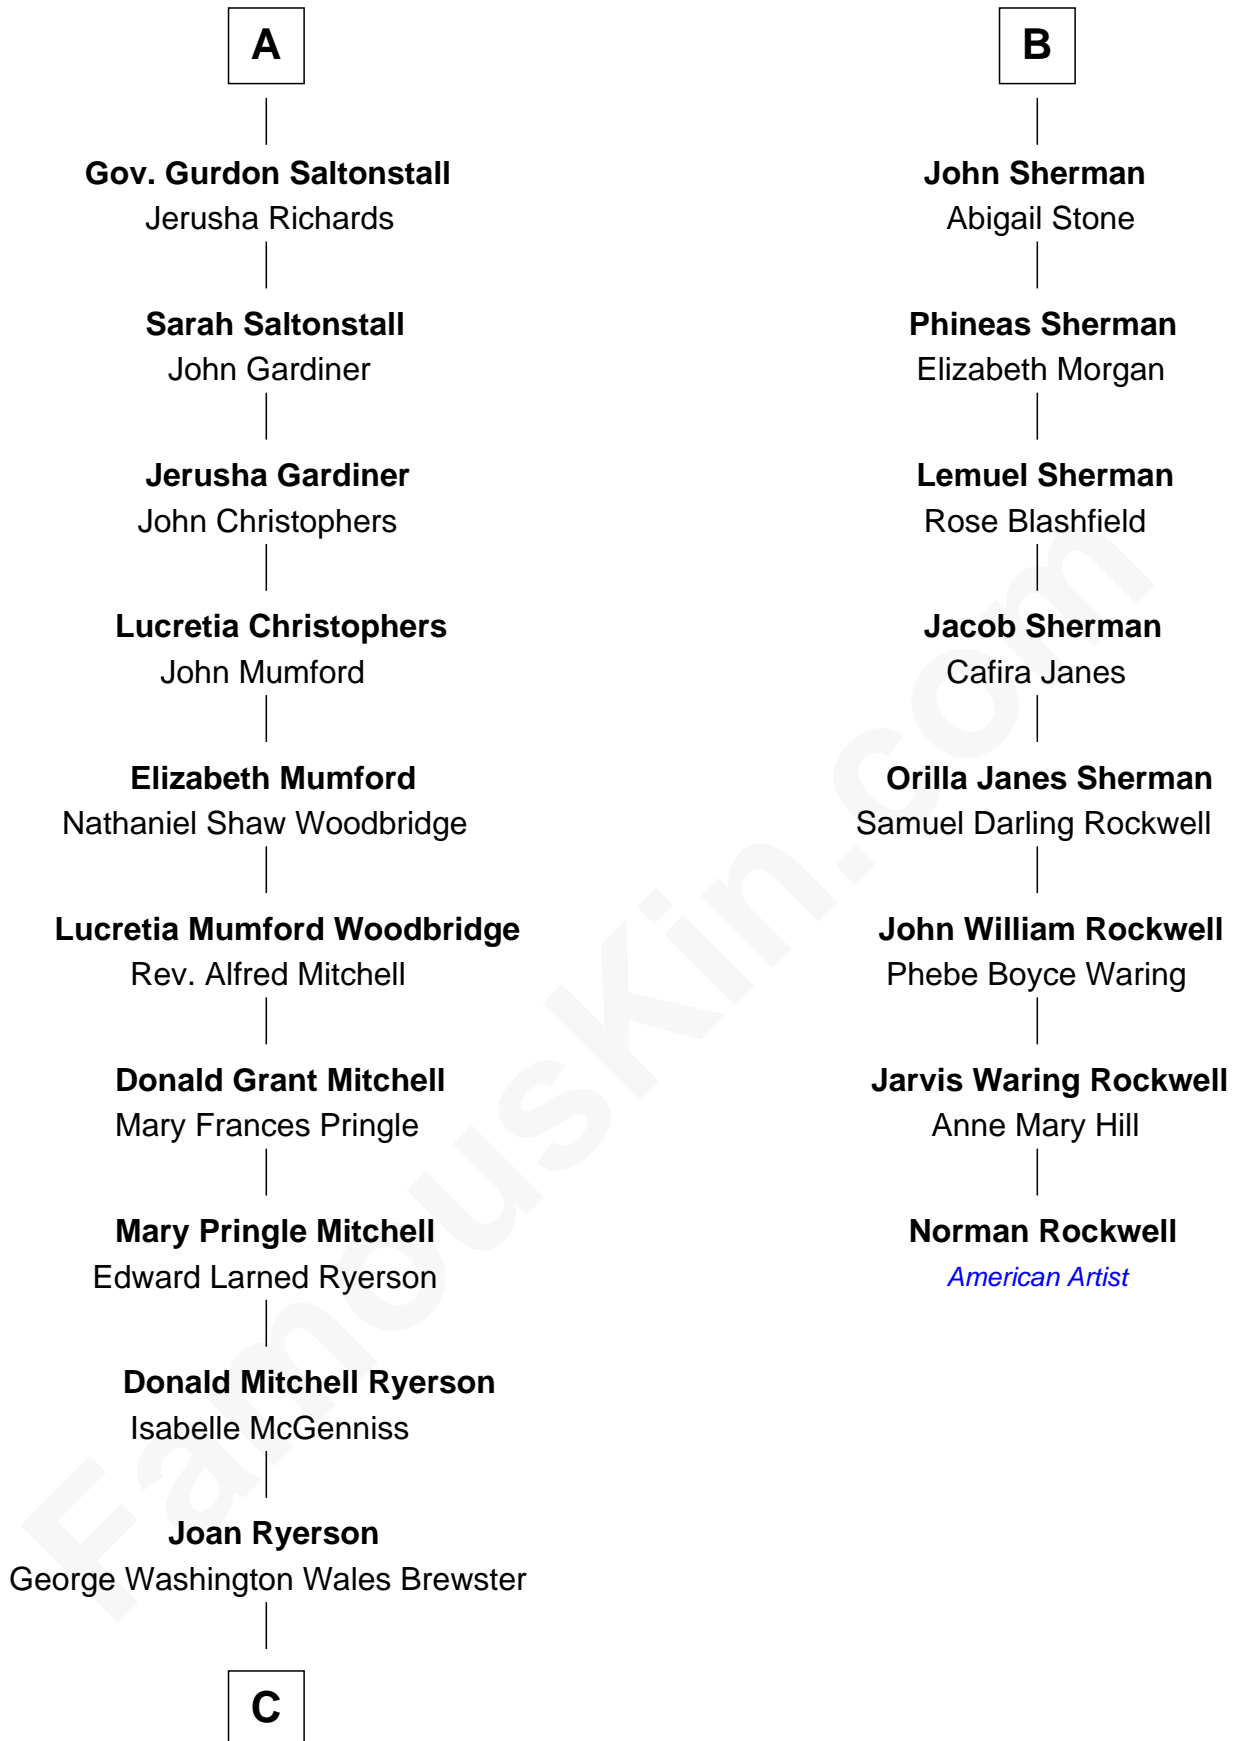 A
Gov. Gurdon Saltonstall
Jerusha Richards
Sarah Saltonstall
John Gardiner
Jerusha Gardiner
John Christophers
Lucretia Christophers
John Mumford
Elizabeth Mumford
Nathaniel Shaw Woodbridge
Lucretia Mumford Woodbridge
Rev. Alfred Mitchell
Donald Grant Mitchell
Mary Frances Pringle
Mary Pringle Mitchell
Edward Larned Ryerson
Donald Mitchell Ryerson
Isabelle McGenniss
Joan Ryerson
George Washington Wales Brewster
C
B
John Sherman
Abigail Stone
Phineas Sherman
Elizabeth Morgan
Lemuel Sherman
Rose Blashfield
Jacob Sherman
Cafira Janes
Orilla Janes Sherman
Samuel Darling Rockwell
John William Rockwell
Phebe Boyce Waring
Jarvis Waring Rockwell
Anne Mary Hill
Norman Rockwell
American Artist
FamousKin.com